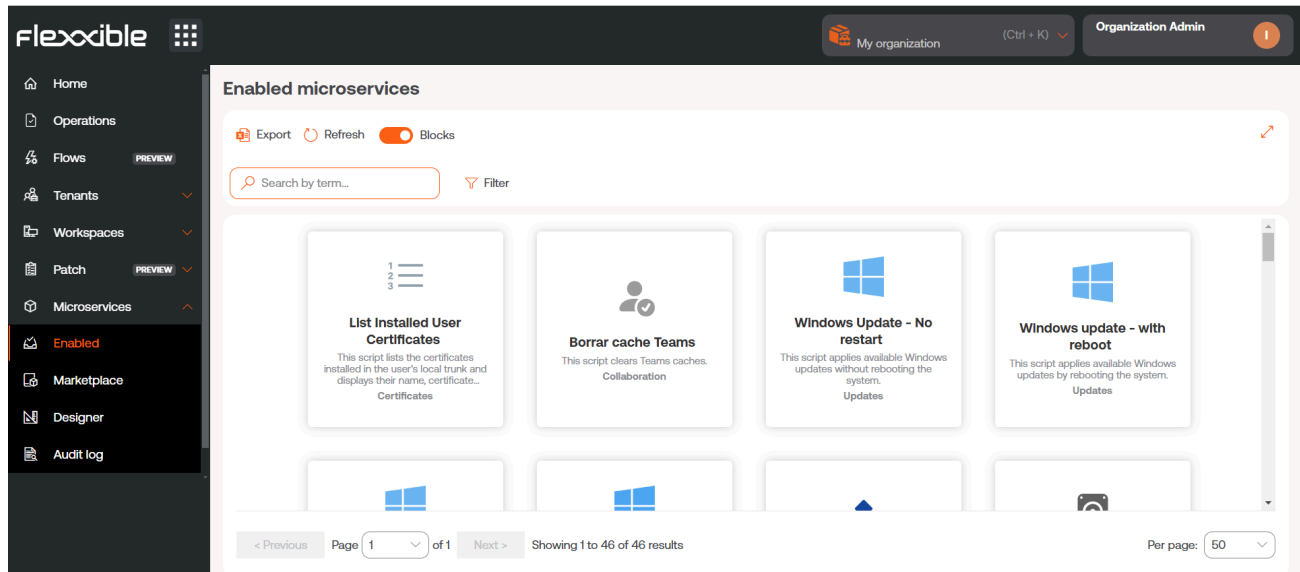 flexxible
My organization
(Ctrl + K)
Organization Admin
I
Home
Operations
Flows PREVIEW
Tenants
Workspaces
Patch PREVIEW
Microservices
Enabled
Marketplace
Designer
Audit log
Enabled microservices
Export Refresh Blocks
Search by term... Filter
1
2
3
List Installed User
Certificates
This script lists the certificates
installed in the user's local trunk and
displays their name, certificate...
Certificates
Borrar cache Teams
This script clears Teams caches.
Collaboration
Windows Update - No
restart
This script applies available Windows
updates without rebooting the
system.
Updates
Windows update - with
reboot
This script applies available Windows
updates by rebooting the system.
Updates
< Previous Page 1 of 1 Next > Showing 1 to 46 of 46 results Per page: 50